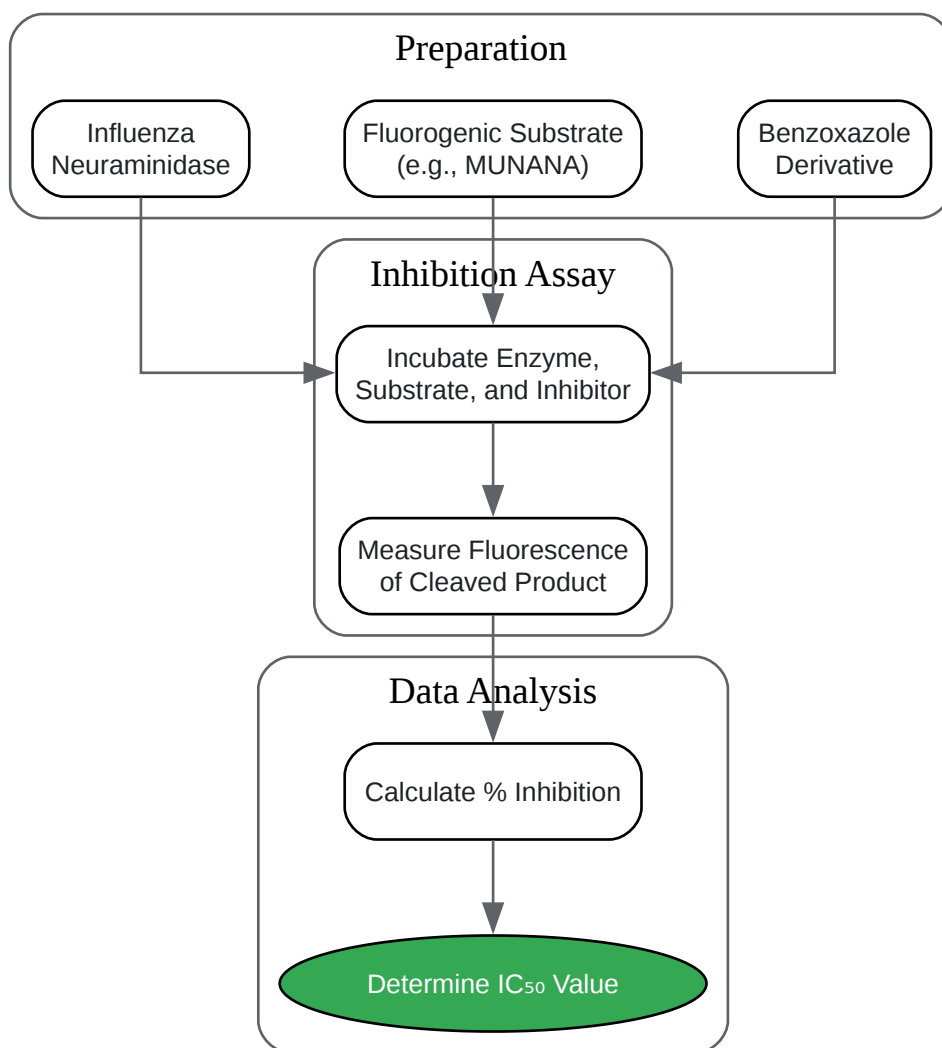 Preparation
Influenza
Neuraminidase
Fluorogenic Substrate
(e.g., MUNANA)
Benzoxazole
Derivative
Inhibition Assay
Incubate Enzyme,
Substrate, and Inhibitor
Measure Fluorescence
of Cleaved Product
Data Analysis
Calculate % Inhibition
Determine IC₅₀ Value